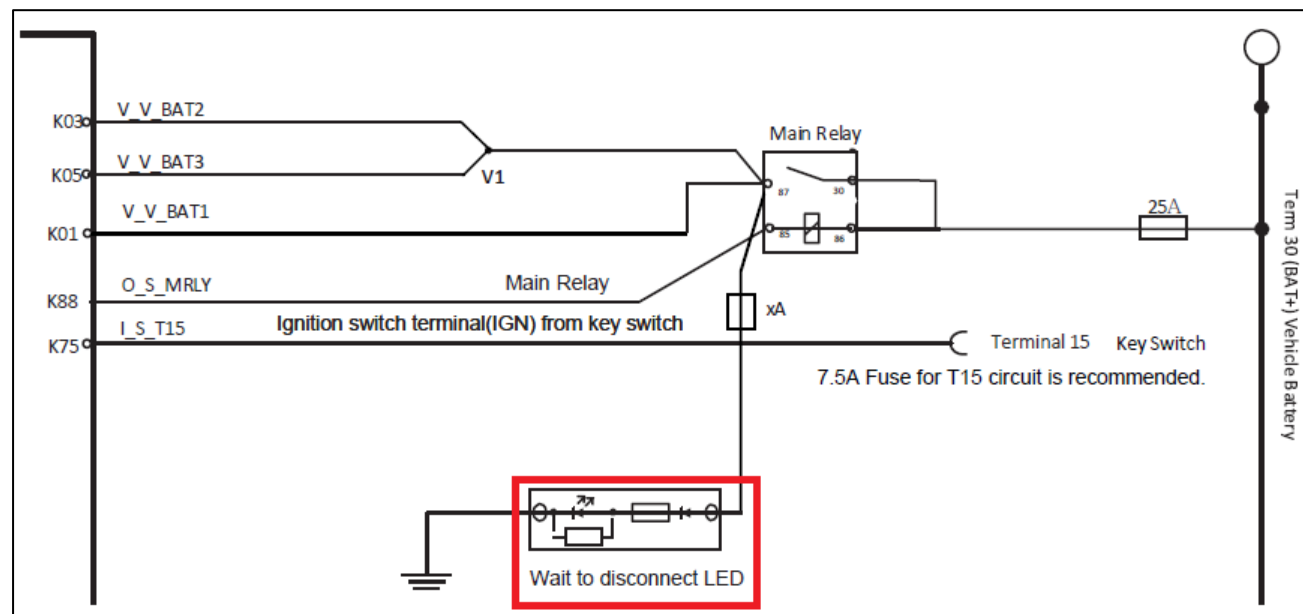 K03
V_V_BAT2
K05
V_V_BAT3
V1
K01
V_V_BAT1
Main Relay
87
30
85
86
25A
K88
O_S_MRLY
Main Relay
xA
K75
I_S_T15
Ignition switch terminal(IGN) from key switch
Terminal 15
Key Switch
7.5A Fuse for T15 circuit is recommended.
Wait to disconnect LED
Term 30 (BAT+) Vehicle Battery